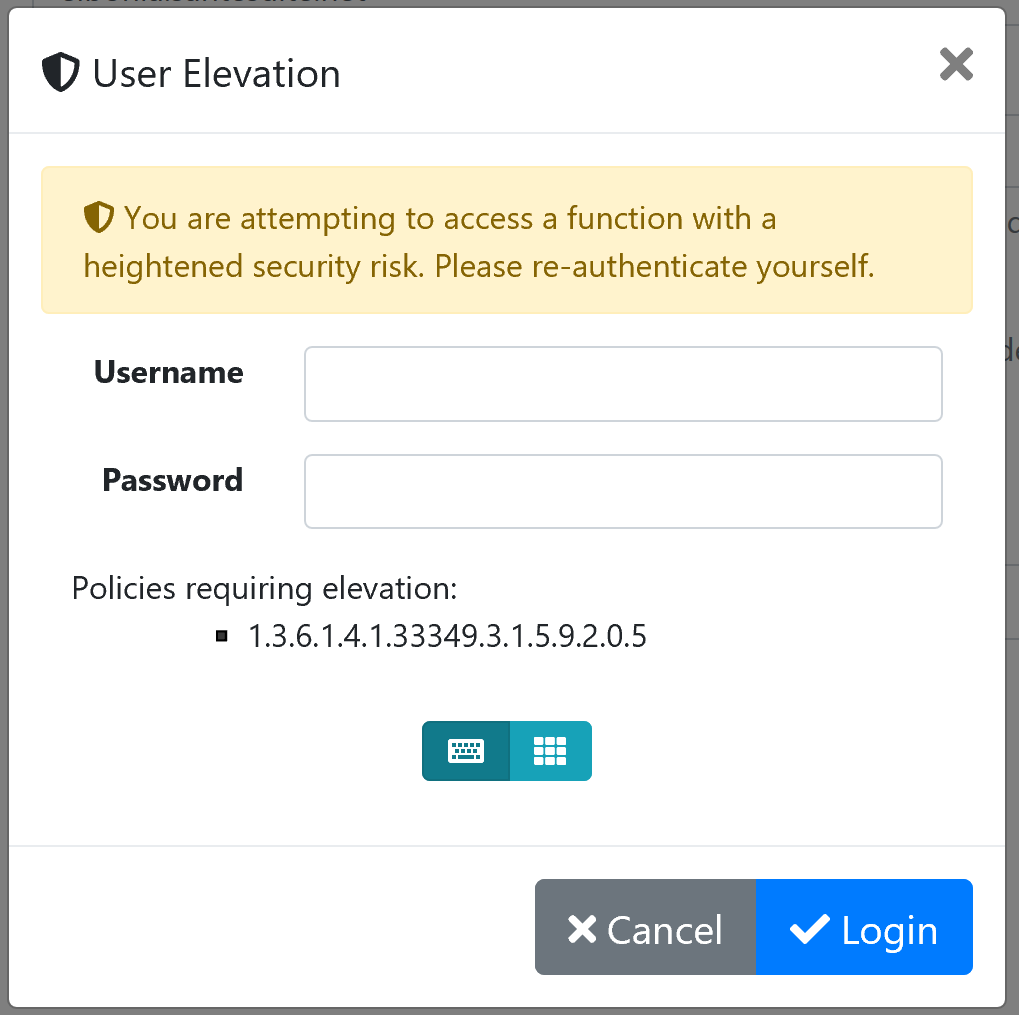 User Elevation
You are attempting to access a function with a
heightened security risk. Please re-authenticate yourself.
Username
Password
Policies requiring elevation:
1.3.6.1.4.1.33349.3.1.5.9.2.0.5
Cancel
Login